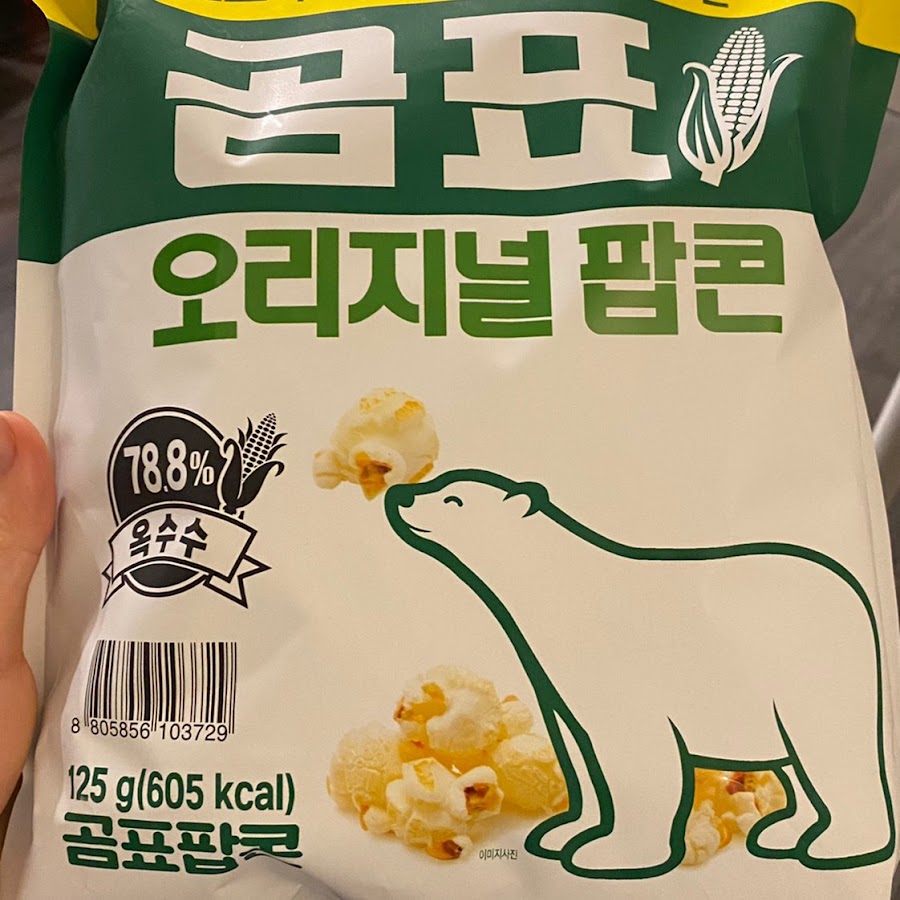 곰표
오리지널 팝콘
78.8%
옥수수
8 805856 103729
125 g(605 kcal)
곰표팝콘
이미지사진